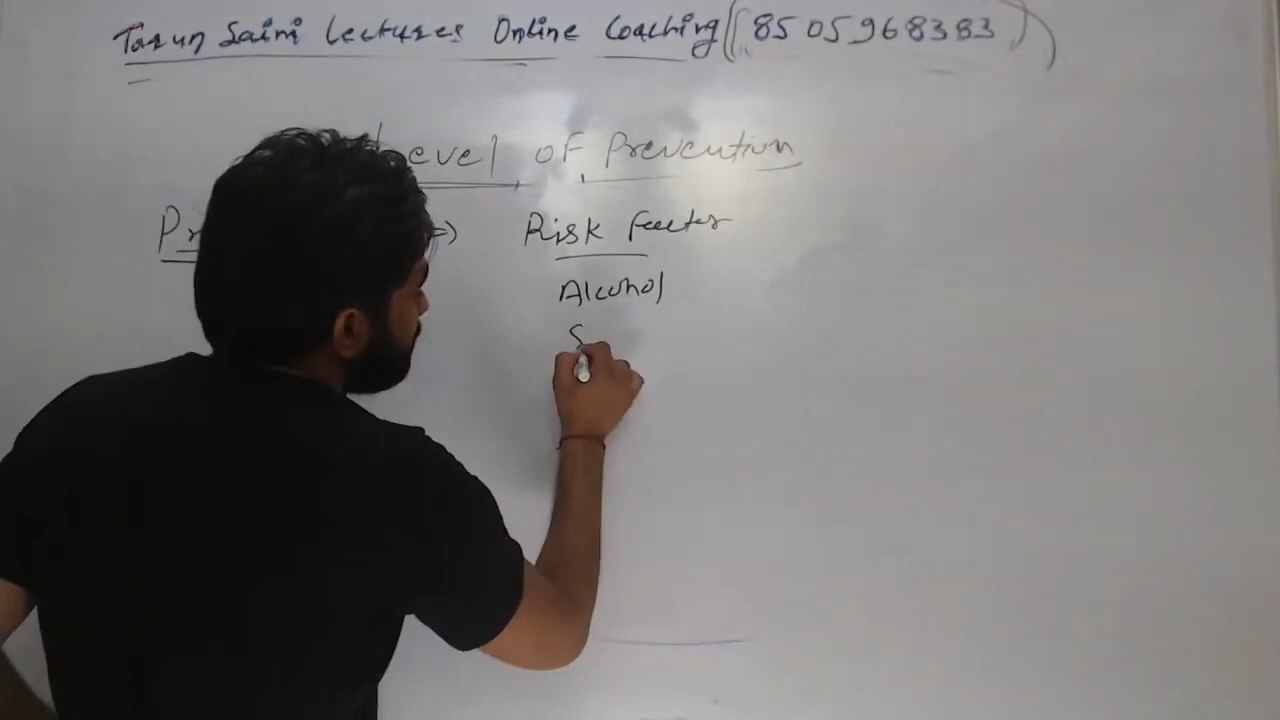 Tarun Saini Lectures Online Coaching (8505968383)
Level of Prevention
Pr => Risk Factor
Alcohol
S